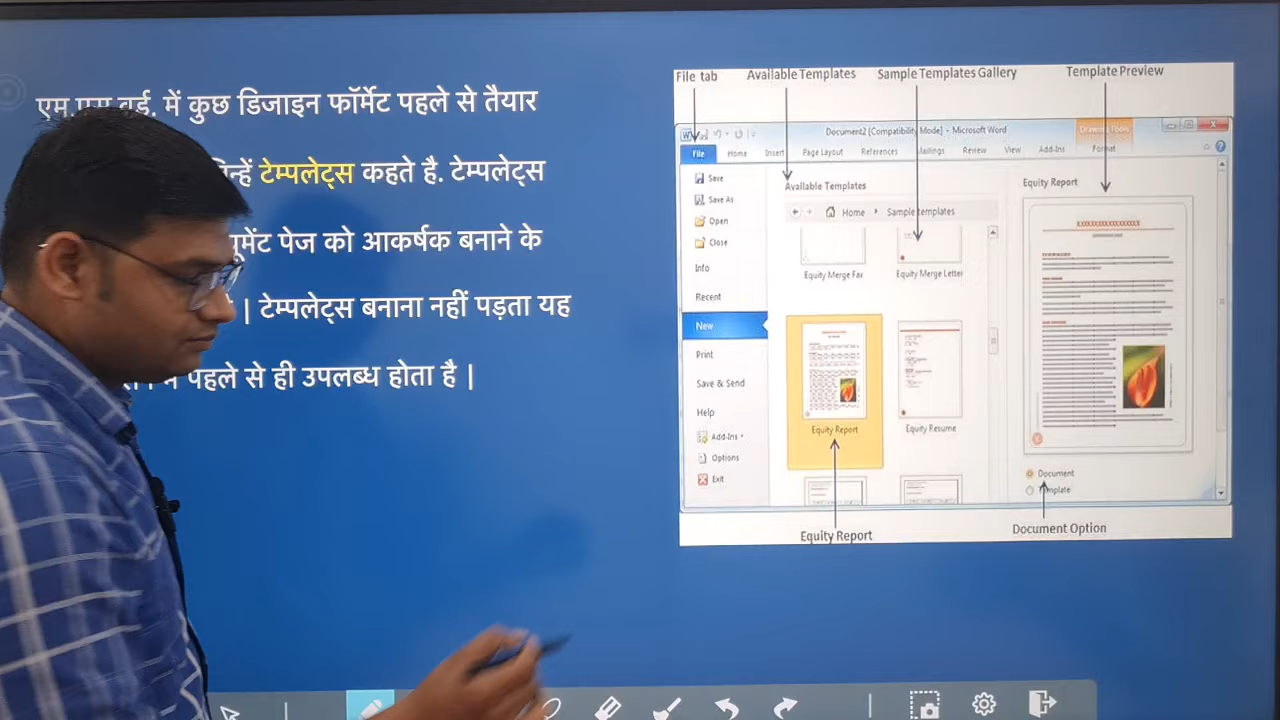 एम.एस.वर्ड. में कुछ डिजाइन फॉर्मेट पहले से तैयार
टेम्पलेट्स कहते है. टेम्पलेट्स
पेज को आकर्षक बनाने के
| टेम्पलेट्स बनाना नहीं पड़ता यह
पहले से ही उपलब्ध होता है |
File tab
Available Templates
Sample Templates Gallery
Template Preview
Document2 [Compatibility Mode] - Microsoft Word
Drawing Tools
File
Home
Insert
Page Layout
References
Mailings
Review
View
Add-Ins
Format
Save
Save As
Open
Close
Info
Recent
New
Print
Save & Send
Help
Add-Ins
Options
Exit
Available Templates
Home
Sample templates
Equity Merge Fax
Equity Merge Letter
Equity Report
Equity Resume
Equity Report
Document
Template
Equity Report
Document Option